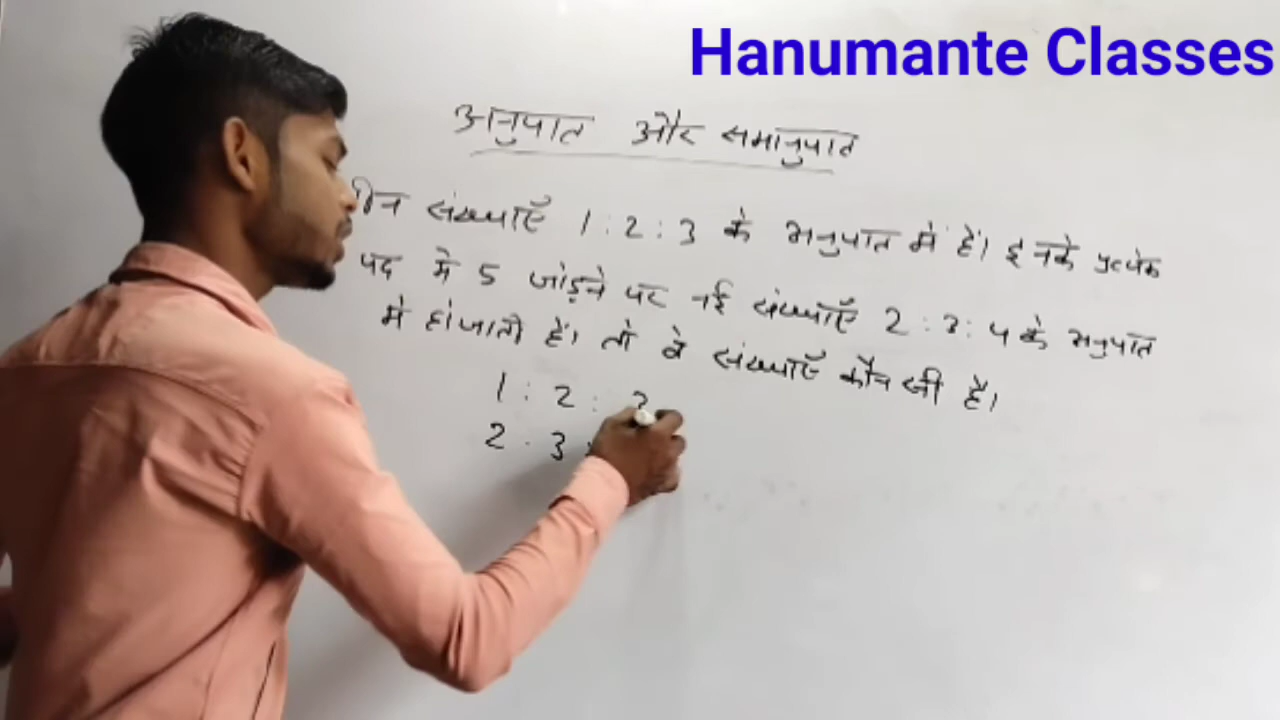 Hanumante Classes
अनुपात और समानुपात
तीन संख्याएँ 1 : 2 : 3 के अनुपात में हैं। इनके प्रत्येक
पद में 5 जोड़ने पर नई संख्याएँ 2 : 3 : 4 के अनुपात
में हो जाती हैं। तो वे संख्याएँ कौन सी हैं।
1 : 2 : 3
2 : 3